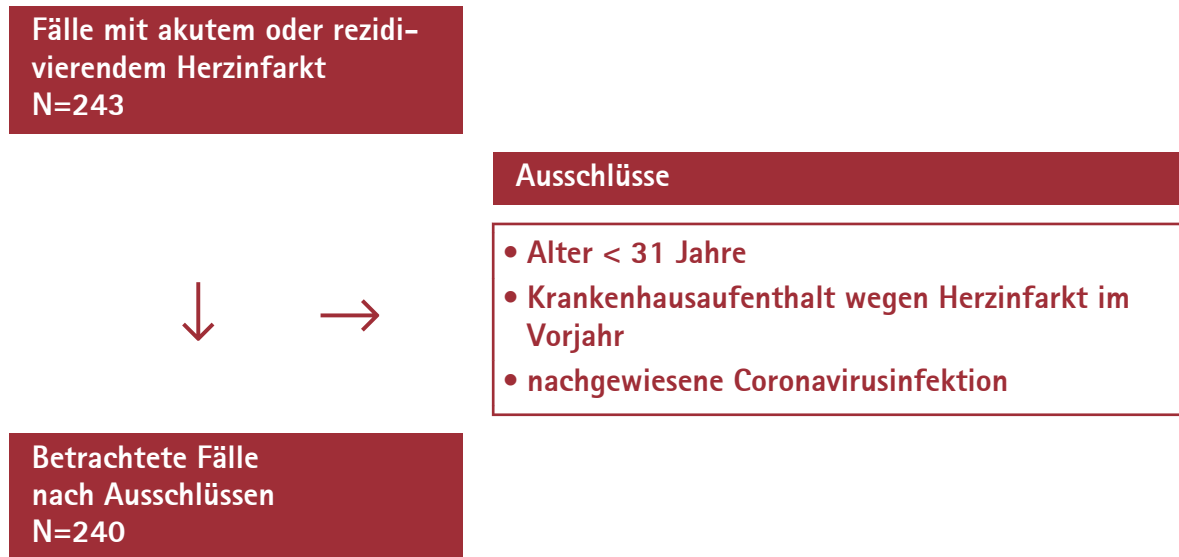 Fälle mit akutem oder rezidi-
vierendem Herzinfarkt
N=243
Ausschlüsse
• Alter < 31 Jahre
• Krankenhausaufenthalt wegen Herzinfarkt im
Vorjahr
• nachgewiesene Coronavirusinfektion
Betrachtete Fälle
nach Ausschlüssen
N=240